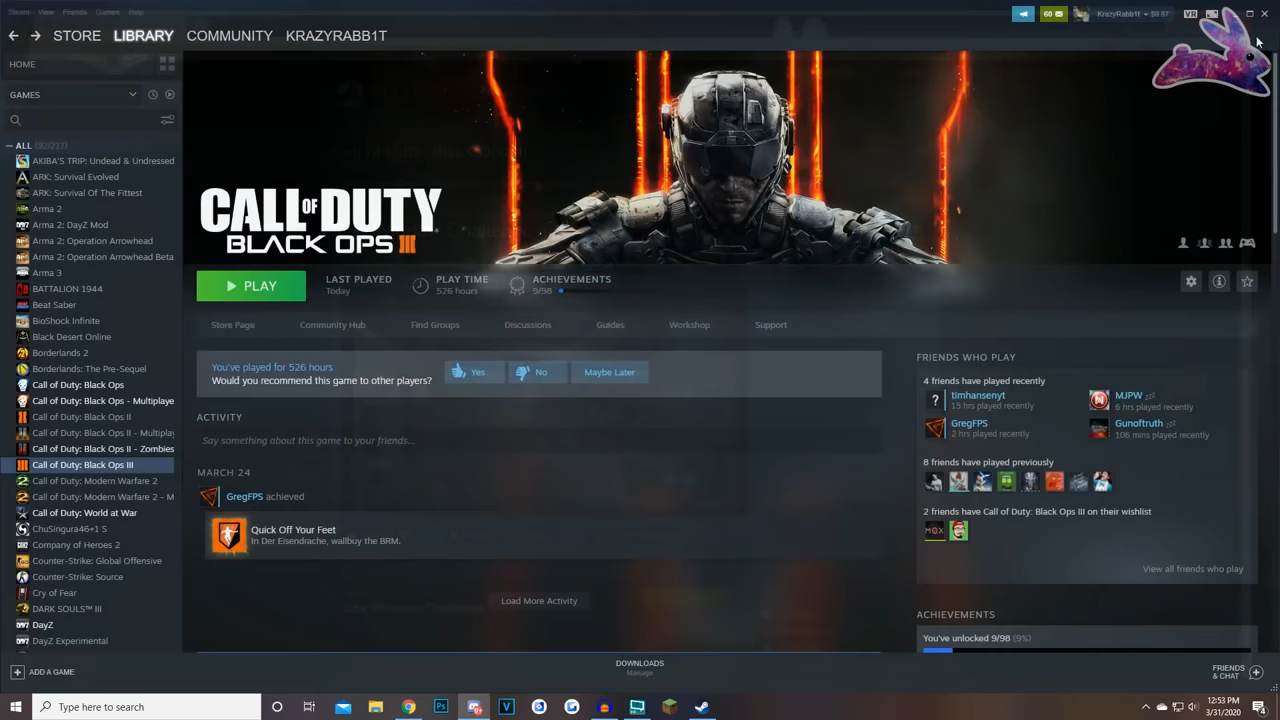 Steam View Friends Games Help
60 KrazyRabb1t $0.87 VR
STORE LIBRARY COMMUNITY KRAZYRABB1T
HOME
GAMES
ALL (92/217)
AKIBA'S TRIP: Undead & Undressed
ARK: Survival Evolved
ARK: Survival Of The Fittest
Arma 2
Arma 2: DayZ Mod
Arma 2: Operation Arrowhead
Arma 2: Operation Arrowhead Beta
Arma 3
BATTALION 1944
Beat Saber
BioShock Infinite
Black Desert Online
Borderlands 2
Borderlands: The Pre-Sequel
Call of Duty: Black Ops
Call of Duty: Black Ops - Multiplaye
Call of Duty: Black Ops II
Call of Duty: Black Ops II - Multiplay
Call of Duty: Black Ops II - Zombies
Call of Duty: Black Ops III
Call of Duty: Modern Warfare 2
Call of Duty: Modern Warfare 2 - M
Call of Duty: World at War
ChuSingura46+1 S
Company of Heroes 2
Counter-Strike: Global Offensive
Counter-Strike: Source
Cry of Fear
DARK SOULS™ III
DayZ
DayZ Experimental
ADD A GAME
CALL OF DUTY
BLACK OPS III
PLAY
LAST PLAYED
Today
PLAY TIME
526 hours
ACHIEVEMENTS
9/98
Store Page Community Hub Find Groups Discussions Guides Workshop Support
You've played for 526 hours
Would you recommend this game to other players?
Yes No Maybe Later
ACTIVITY
Say something about this game to your friends...
MARCH 24
GregFPS achieved
Quick Off Your Feet
In Der Eisendrache, wallbuy the BRM.
Load More Activity
FRIENDS WHO PLAY
4 friends have played recently
timhansenyt
15 hrs played recently
MJPW
6 hrs played recently
GregFPS
2 hrs played recently
Gunoftruth
106 mins played recently
8 friends have played previously
2 friends have Call of Duty: Black Ops III on their wishlist
View all friends who play
ACHIEVEMENTS
You've unlocked 9/98 (9%)
DOWNLOADS
Manage
FRIENDS
& CHAT
Type here to search
12:53 PM
3/31/2020
4